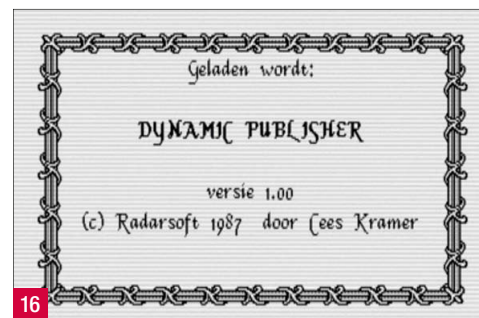 Geladen wordt:
DYNAMIC PUBLISHER
versie 1.00
(c) Radarsoft 1987 door Cees Kramer
16